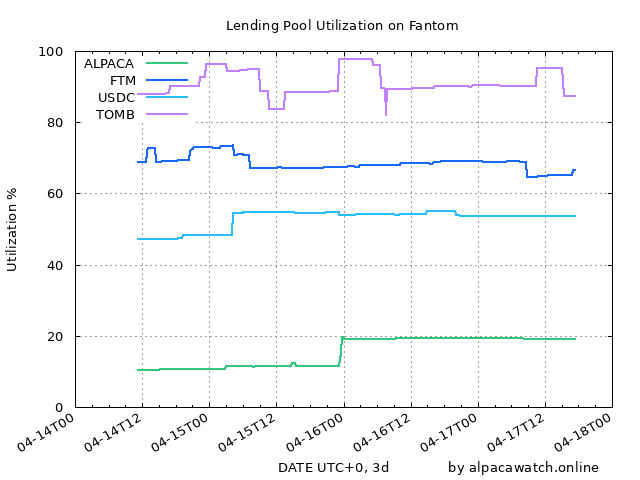 Lending Pool Utilization on Fantom
Utilization %
100
80
60
40
20
0
ALPACA
FTM
USDC
TOMB
04-14T00
04-14T12
04-15T00
04-15T12
04-16T00
04-16T12
04-17T00
04-17T12
04-18T00
DATE UTC+0, 3d
by alpacawatch.online